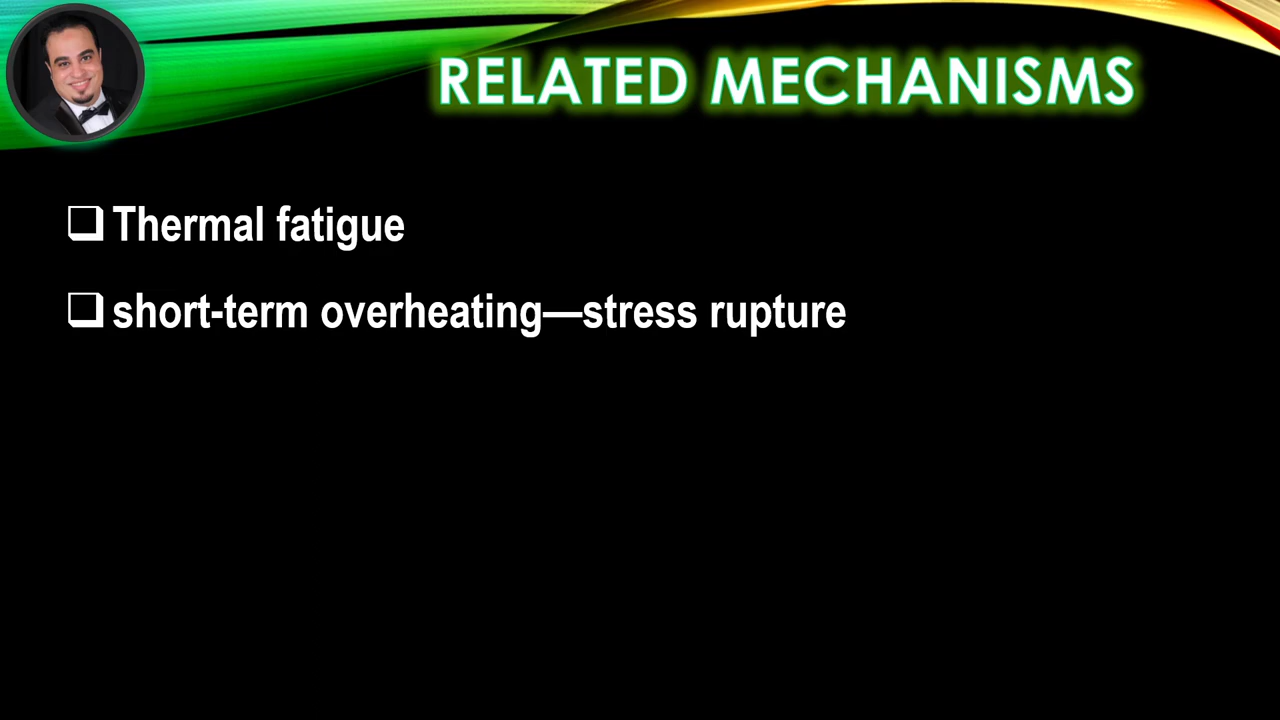 RELATED MECHANISMS
❑ Thermal fatigue
❑ short-term overheating—stress rupture